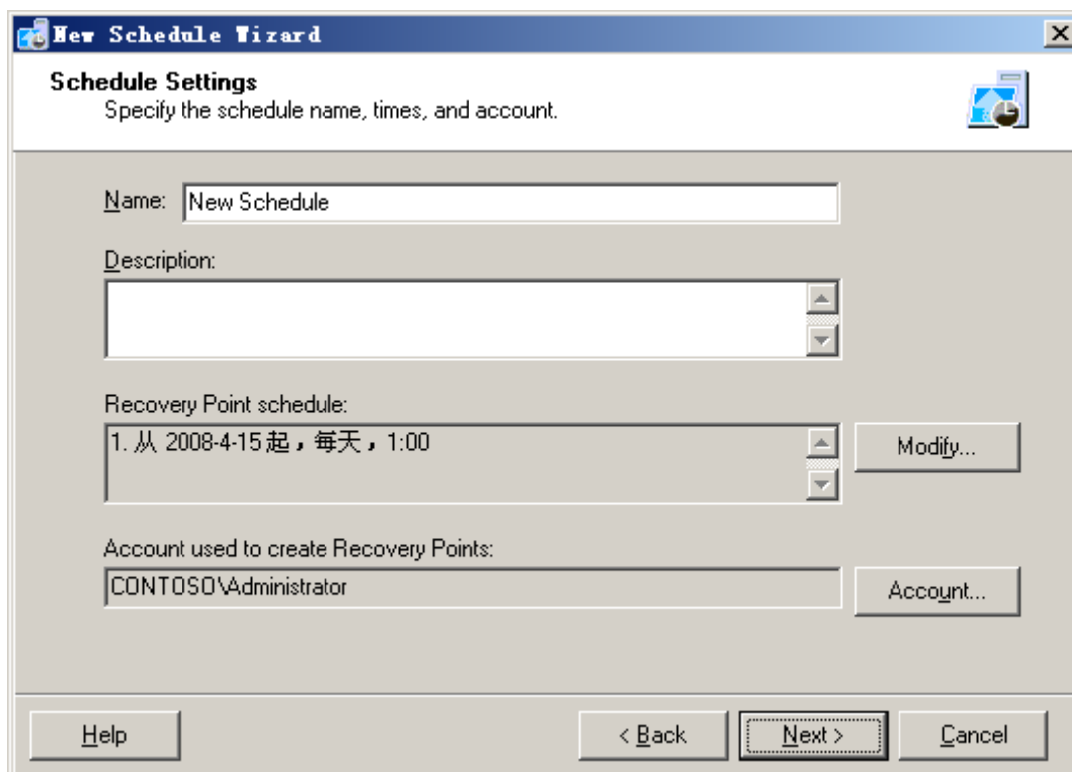 New Schedule Wizard
Schedule Settings
Specify the schedule name, times, and account.
Name: New Schedule
Description:
Recovery Point schedule:
1. 从 2008-4-15 起，每天，1:00
Modify...
Account used to create Recovery Points:
CONTOSO\Administrator
Account...
Help
< Back
Next >
Cancel